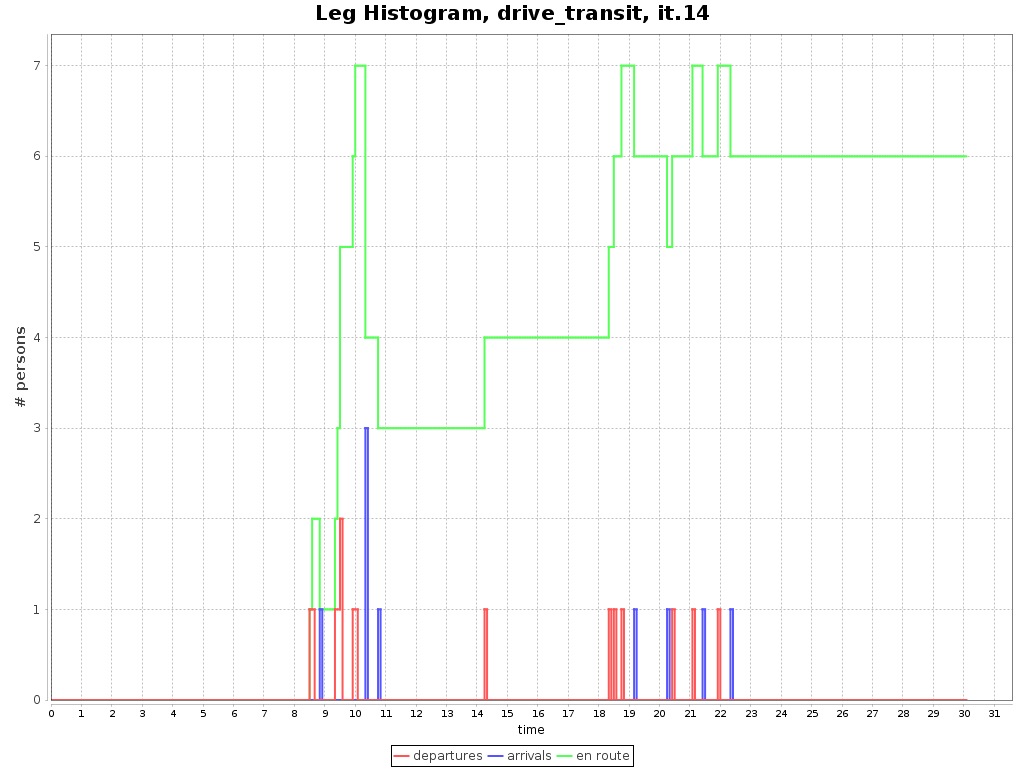 Leg Histogram, drive_transit, it.14
# persons
7
6
5
4
3
2
1
0
0 1 2 3 4 5 6 7 8 9 10 11 12 13 14 15 16 17 18 19 20 21 22 23 24 25 26 27 28 29 30 31
time
departures arrivals en route